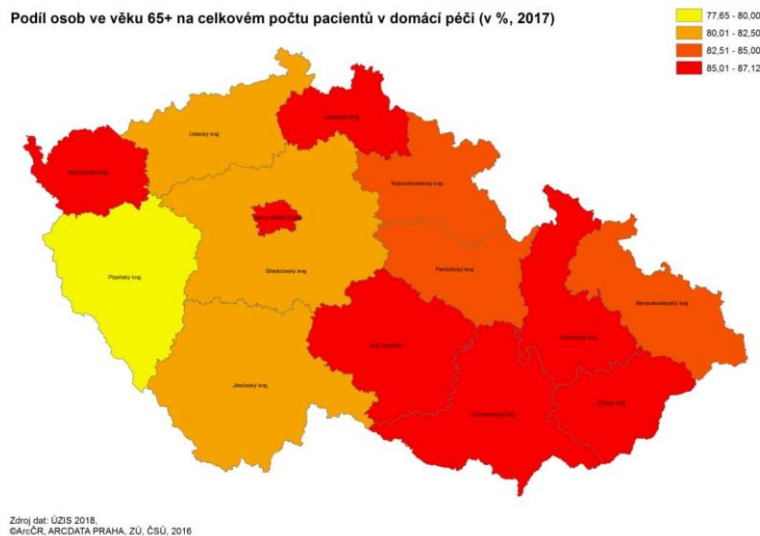 Podíl osob ve věku 65+ na celkovém počtu pacientů v domácí péči (v %, 2017)
77,65 - 80,00
80,01 - 82,50
82,51 - 85,00
85,01 - 87,12
Liberecký kraj
Ústecký kraj
Karlovarský kraj
Královéhradecký kraj
Středočeský kraj
Pardubický kraj
Plzeňský kraj
Moravskoslezský kraj
Olomoucký kraj
Kraj Vysočina
Jihočeský kraj
Zlínský kraj
Jihomoravský kraj
Zdroj dat: ÚZIS 2018,
©ArcČR, ARCDATA PRAHA, ZÚ, ČSÚ, 2016